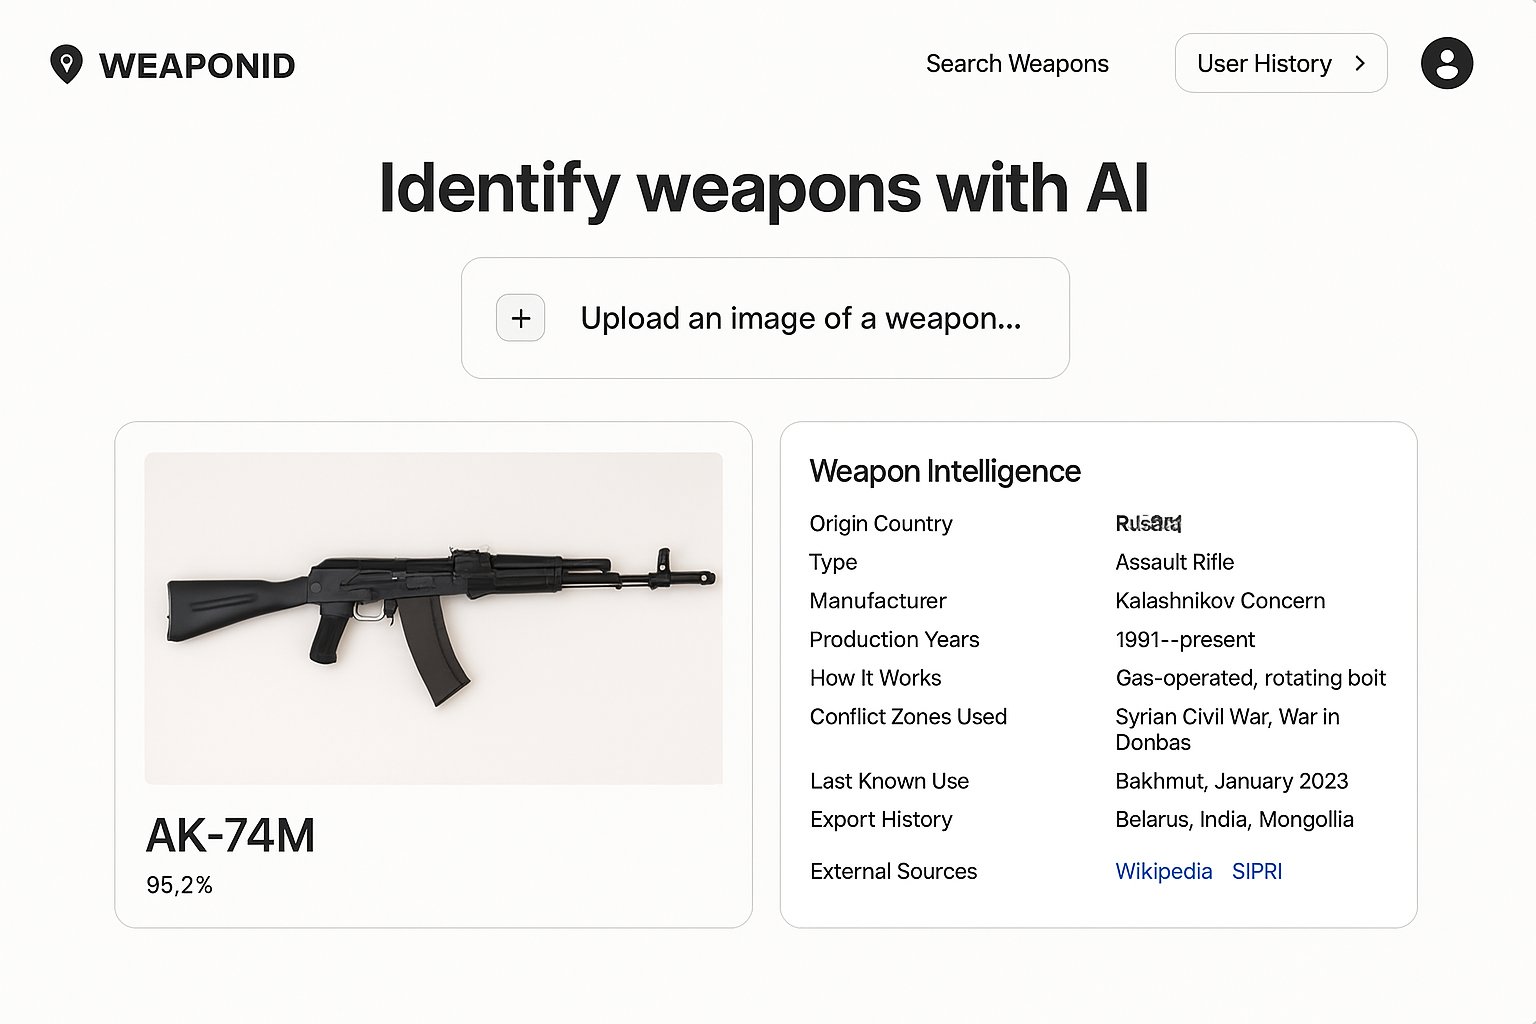 WEAPONID
Search Weapons
User History
Identify weapons with AI
Upload an image of a weapon...
AK-74M
95,2%
Weapon Intelligence
Origin Country
Type Assault Rifle
Manufacturer Kalashnikov Concern
Production Years 1991--present
How It Works Gas-operated, rotating boit
Conflict Zones Used Syrian Civil War, War in
Donbas
Last Known Use Bakhmut, January 2023
Export History Belarus, India, Mongollia
External Sources Wikipedia SIPRI